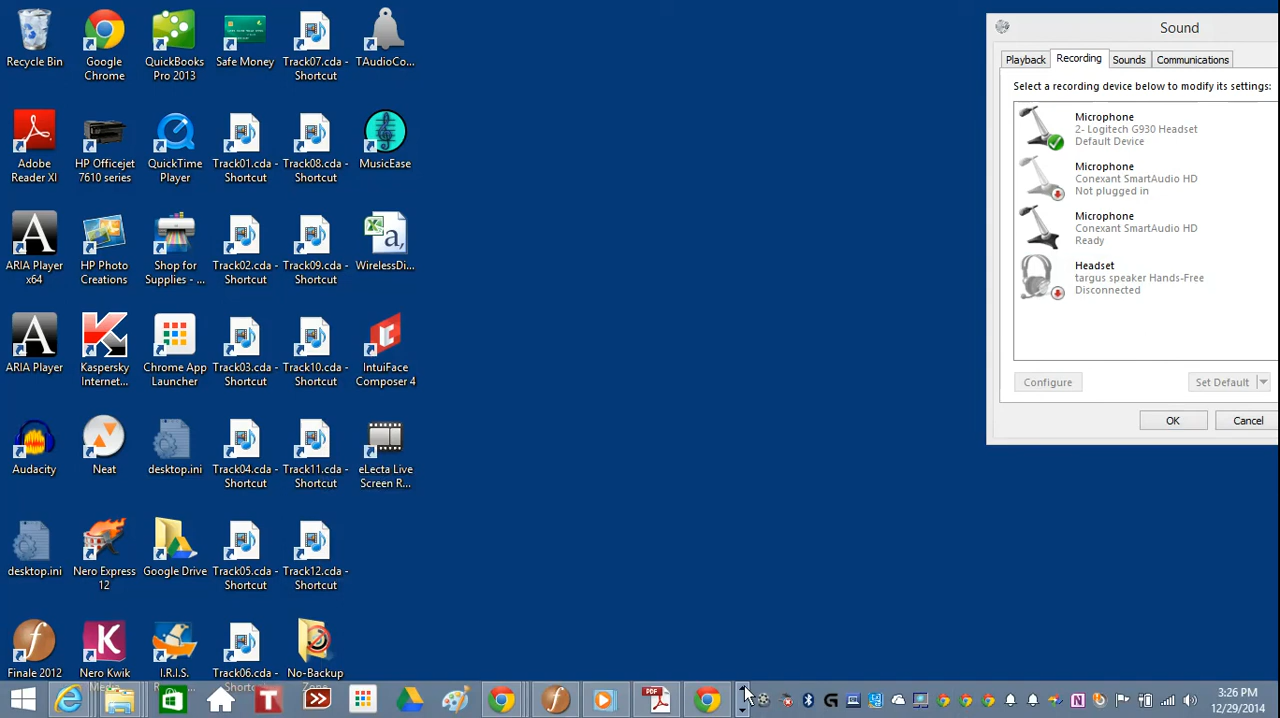 Recycle Bin
Google
Chrome
QuickBooks
Pro 2013
Safe Money
Track07.cda -
Shortcut
TAudioCo...
Adobe
Reader XI
HP Officejet
7610 series
QuickTime
Player
Track01.cda -
Shortcut
Track08.cda -
Shortcut
MusicEase
ARIA Player
x64
HP Photo
Creations
Shop for
Supplies - ...
Track02.cda -
Shortcut
Track09.cda -
Shortcut
WirelessDi...
ARIA Player
Kaspersky
Internet...
Chrome App
Launcher
Track03.cda -
Shortcut
Track10.cda -
Shortcut
IntuiFace
Composer 4
Audacity
Neat
desktop.ini
Track04.cda -
Shortcut
Track11.cda -
Shortcut
eLecta Live
Screen R...
desktop.ini
Nero Express
12
Google Drive
Track05.cda -
Shortcut
Track12.cda -
Shortcut
Finale 2012
Nero Kwik
Media
I.R.I.S.
Track06.cda -
Shortcut
No-Backup
Zone
Sound
Playback
Recording
Sounds
Communications
Select a recording device below to modify its settings:
Microphone
2- Logitech G930 Headset
Default Device
Microphone
Conexant SmartAudio HD
Not plugged in
Microphone
Conexant SmartAudio HD
Ready
Headset
targus speaker Hands-Free
Disconnected
Configure
Set Default
OK
Cancel
3:26 PM
12/29/2014